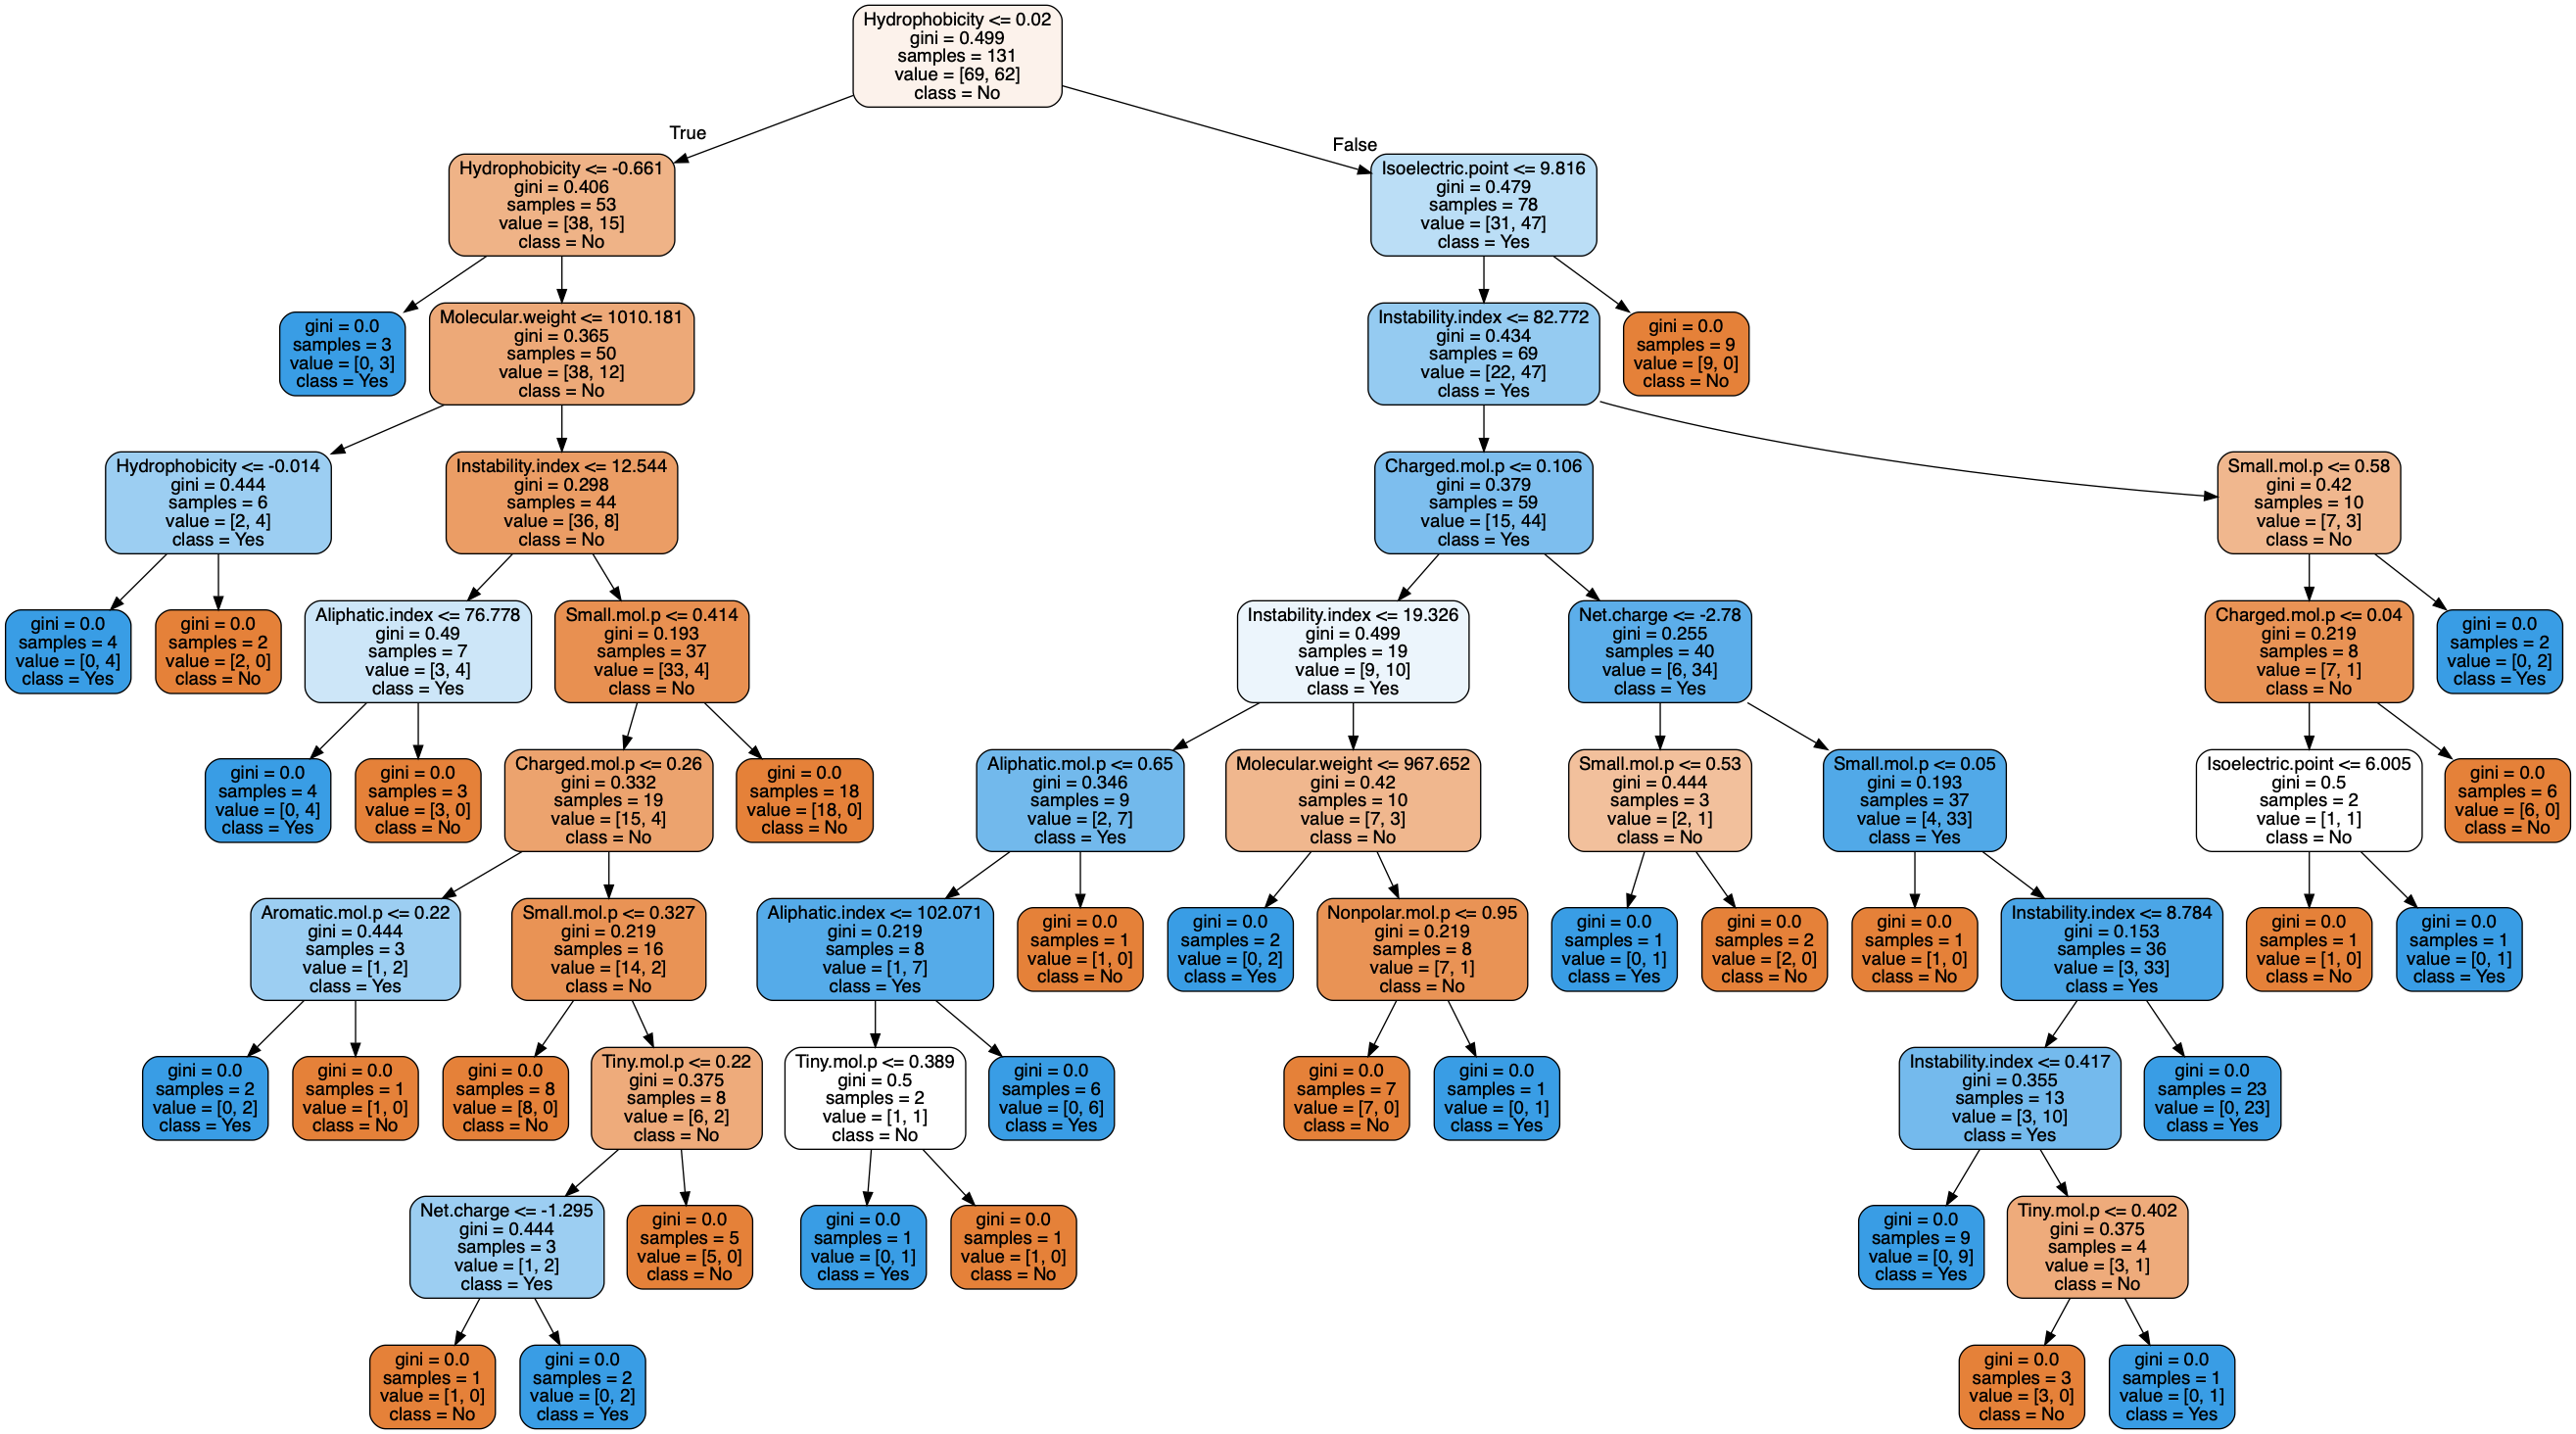 Hydrophobicity <= 0.02
gini = 0.499
samples = 131
value = [69, 62]
class = No
True
False
Hydrophobicity <= -0.661
gini = 0.406
samples = 53
value = [38, 15]
class = No
Isoelectric.point <= 9.816
gini = 0.479
samples = 78
value = [31, 47]
class = Yes
gini = 0.0
samples = 3
value = [0, 3]
class = Yes
Molecular.weight <= 1010.181
gini = 0.365
samples = 50
value = [38, 12]
class = No
Instability.index <= 82.772
gini = 0.434
samples = 69
value = [22, 47]
class = Yes
gini = 0.0
samples = 9
value = [9, 0]
class = No
Hydrophobicity <= -0.014
gini = 0.444
samples = 6
value = [2, 4]
class = Yes
Instability.index <= 12.544
gini = 0.298
samples = 44
value = [36, 8]
class = No
Charged.mol.p <= 0.106
gini = 0.379
samples = 59
value = [15, 44]
class = Yes
Small.mol.p <= 0.58
gini = 0.42
samples = 10
value = [7, 3]
class = No
gini = 0.0
samples = 4
value = [0, 4]
class = Yes
gini = 0.0
samples = 2
value = [2, 0]
class = No
Aliphatic.index <= 76.778
gini = 0.49
samples = 7
value = [3, 4]
class = Yes
Small.mol.p <= 0.414
gini = 0.193
samples = 37
value = [33, 4]
class = No
Instability.index <= 19.326
gini = 0.499
samples = 19
value = [9, 10]
class = Yes
Net.charge <= -2.78
gini = 0.255
samples = 40
value = [6, 34]
class = Yes
Charged.mol.p <= 0.04
gini = 0.219
samples = 8
value = [7, 1]
class = No
gini = 0.0
samples = 2
value = [0, 2]
class = Yes
gini = 0.0
samples = 4
value = [0, 4]
class = Yes
gini = 0.0
samples = 3
value = [3, 0]
class = No
Charged.mol.p <= 0.26
gini = 0.332
samples = 19
value = [15, 4]
class = No
gini = 0.0
samples = 18
value = [18, 0]
class = No
Aliphatic.mol.p <= 0.65
gini = 0.346
samples = 9
value = [2, 7]
class = Yes
Molecular.weight <= 967.652
gini = 0.42
samples = 10
value = [7, 3]
class = No
Small.mol.p <= 0.53
gini = 0.444
samples = 3
value = [2, 1]
class = No
Small.mol.p <= 0.05
gini = 0.193
samples = 37
value = [4, 33]
class = Yes
Isoelectric.point <= 6.005
gini = 0.5
samples = 2
value = [1, 1]
class = No
gini = 0.0
samples = 6
value = [6, 0]
class = No
Aromatic.mol.p <= 0.22
gini = 0.444
samples = 3
value = [1, 2]
class = Yes
Small.mol.p <= 0.327
gini = 0.219
samples = 16
value = [14, 2]
class = No
Aliphatic.index <= 102.071
gini = 0.219
samples = 8
value = [1, 7]
class = Yes
gini = 0.0
samples = 1
value = [1, 0]
class = No
gini = 0.0
samples = 2
value = [0, 2]
class = Yes
Nonpolar.mol.p <= 0.95
gini = 0.219
samples = 8
value = [7, 1]
class = No
gini = 0.0
samples = 1
value = [0, 1]
class = Yes
gini = 0.0
samples = 2
value = [2, 0]
class = No
gini = 0.0
samples = 1
value = [1, 0]
class = No
Instability.index <= 8.784
gini = 0.153
samples = 36
value = [3, 33]
class = Yes
gini = 0.0
samples = 1
value = [1, 0]
class = No
gini = 0.0
samples = 1
value = [0, 1]
class = Yes
gini = 0.0
samples = 2
value = [0, 2]
class = Yes
gini = 0.0
samples = 1
value = [1, 0]
class = No
gini = 0.0
samples = 8
value = [8, 0]
class = No
Tiny.mol.p <= 0.22
gini = 0.375
samples = 8
value = [6, 2]
class = No
Tiny.mol.p <= 0.389
gini = 0.5
samples = 2
value = [1, 1]
class = No
gini = 0.0
samples = 6
value = [0, 6]
class = Yes
gini = 0.0
samples = 7
value = [7, 0]
class = No
gini = 0.0
samples = 1
value = [0, 1]
class = Yes
Instability.index <= 0.417
gini = 0.355
samples = 13
value = [3, 10]
class = Yes
gini = 0.0
samples = 23
value = [0, 23]
class = Yes
Net.charge <= -1.295
gini = 0.444
samples = 3
value = [1, 2]
class = Yes
gini = 0.0
samples = 5
value = [5, 0]
class = No
gini = 0.0
samples = 1
value = [0, 1]
class = Yes
gini = 0.0
samples = 1
value = [1, 0]
class = No
gini = 0.0
samples = 9
value = [0, 9]
class = Yes
Tiny.mol.p <= 0.402
gini = 0.375
samples = 4
value = [3, 1]
class = No
gini = 0.0
samples = 1
value = [1, 0]
class = No
gini = 0.0
samples = 2
value = [0, 2]
class = Yes
gini = 0.0
samples = 3
value = [3, 0]
class = No
gini = 0.0
samples = 1
value = [0, 1]
class = Yes